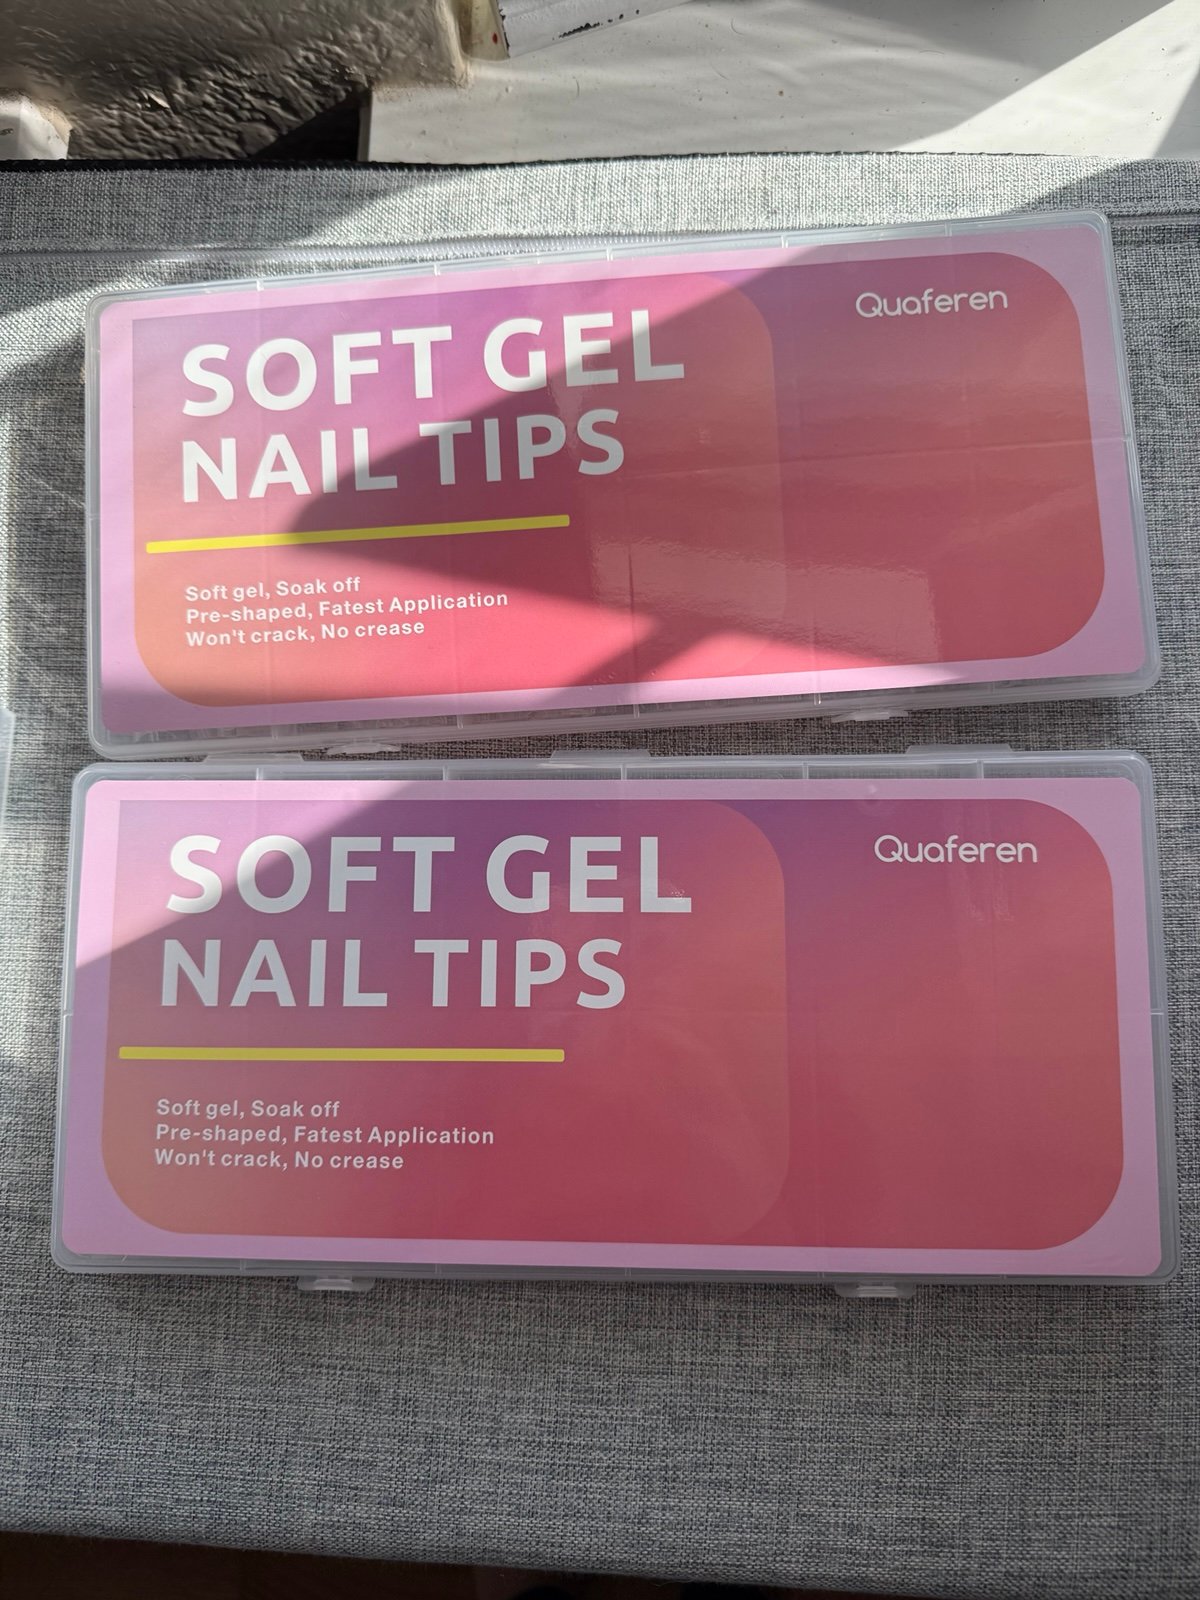 Quaferen
SOFT GEL
NAIL TIPS
Soft gel, Soak off
Pre-shaped, Fatest Application
Won't crack, No crease
Quaferen
SOFT GEL
NAIL TIPS
Soft gel, Soak off
Pre-shaped, Fatest Application
Won't crack, No crease